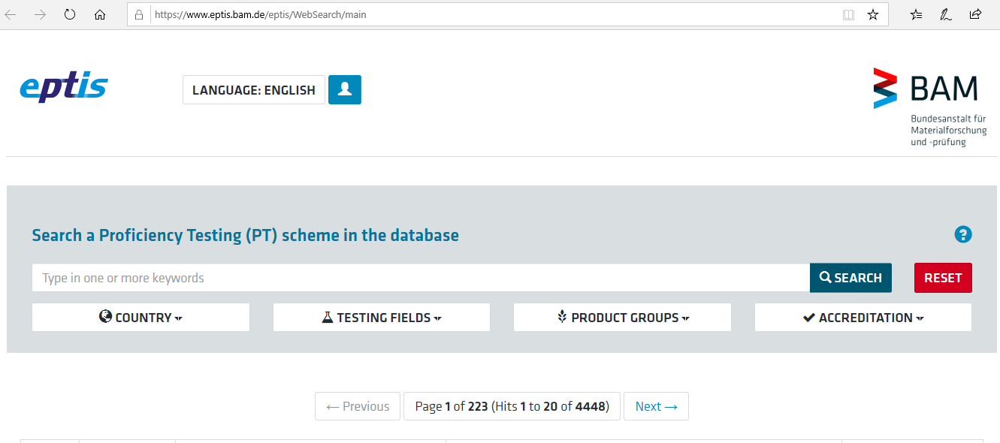 https://www.eptis.bam.de/eptis/WebSearch/main
eptis
LANGUAGE: ENGLISH
BAM
Bundesanstalt für
Materialforschung
und -prüfung
Search a Proficiency Testing (PT) scheme in the database
?
Type in one or more keywords
SEARCH
RESET
COUNTRY
TESTING FIELDS
PRODUCT GROUPS
ACCREDITATION
← Previous
Page 1 of 223 (Hits 1 to 20 of 4448)
Next →